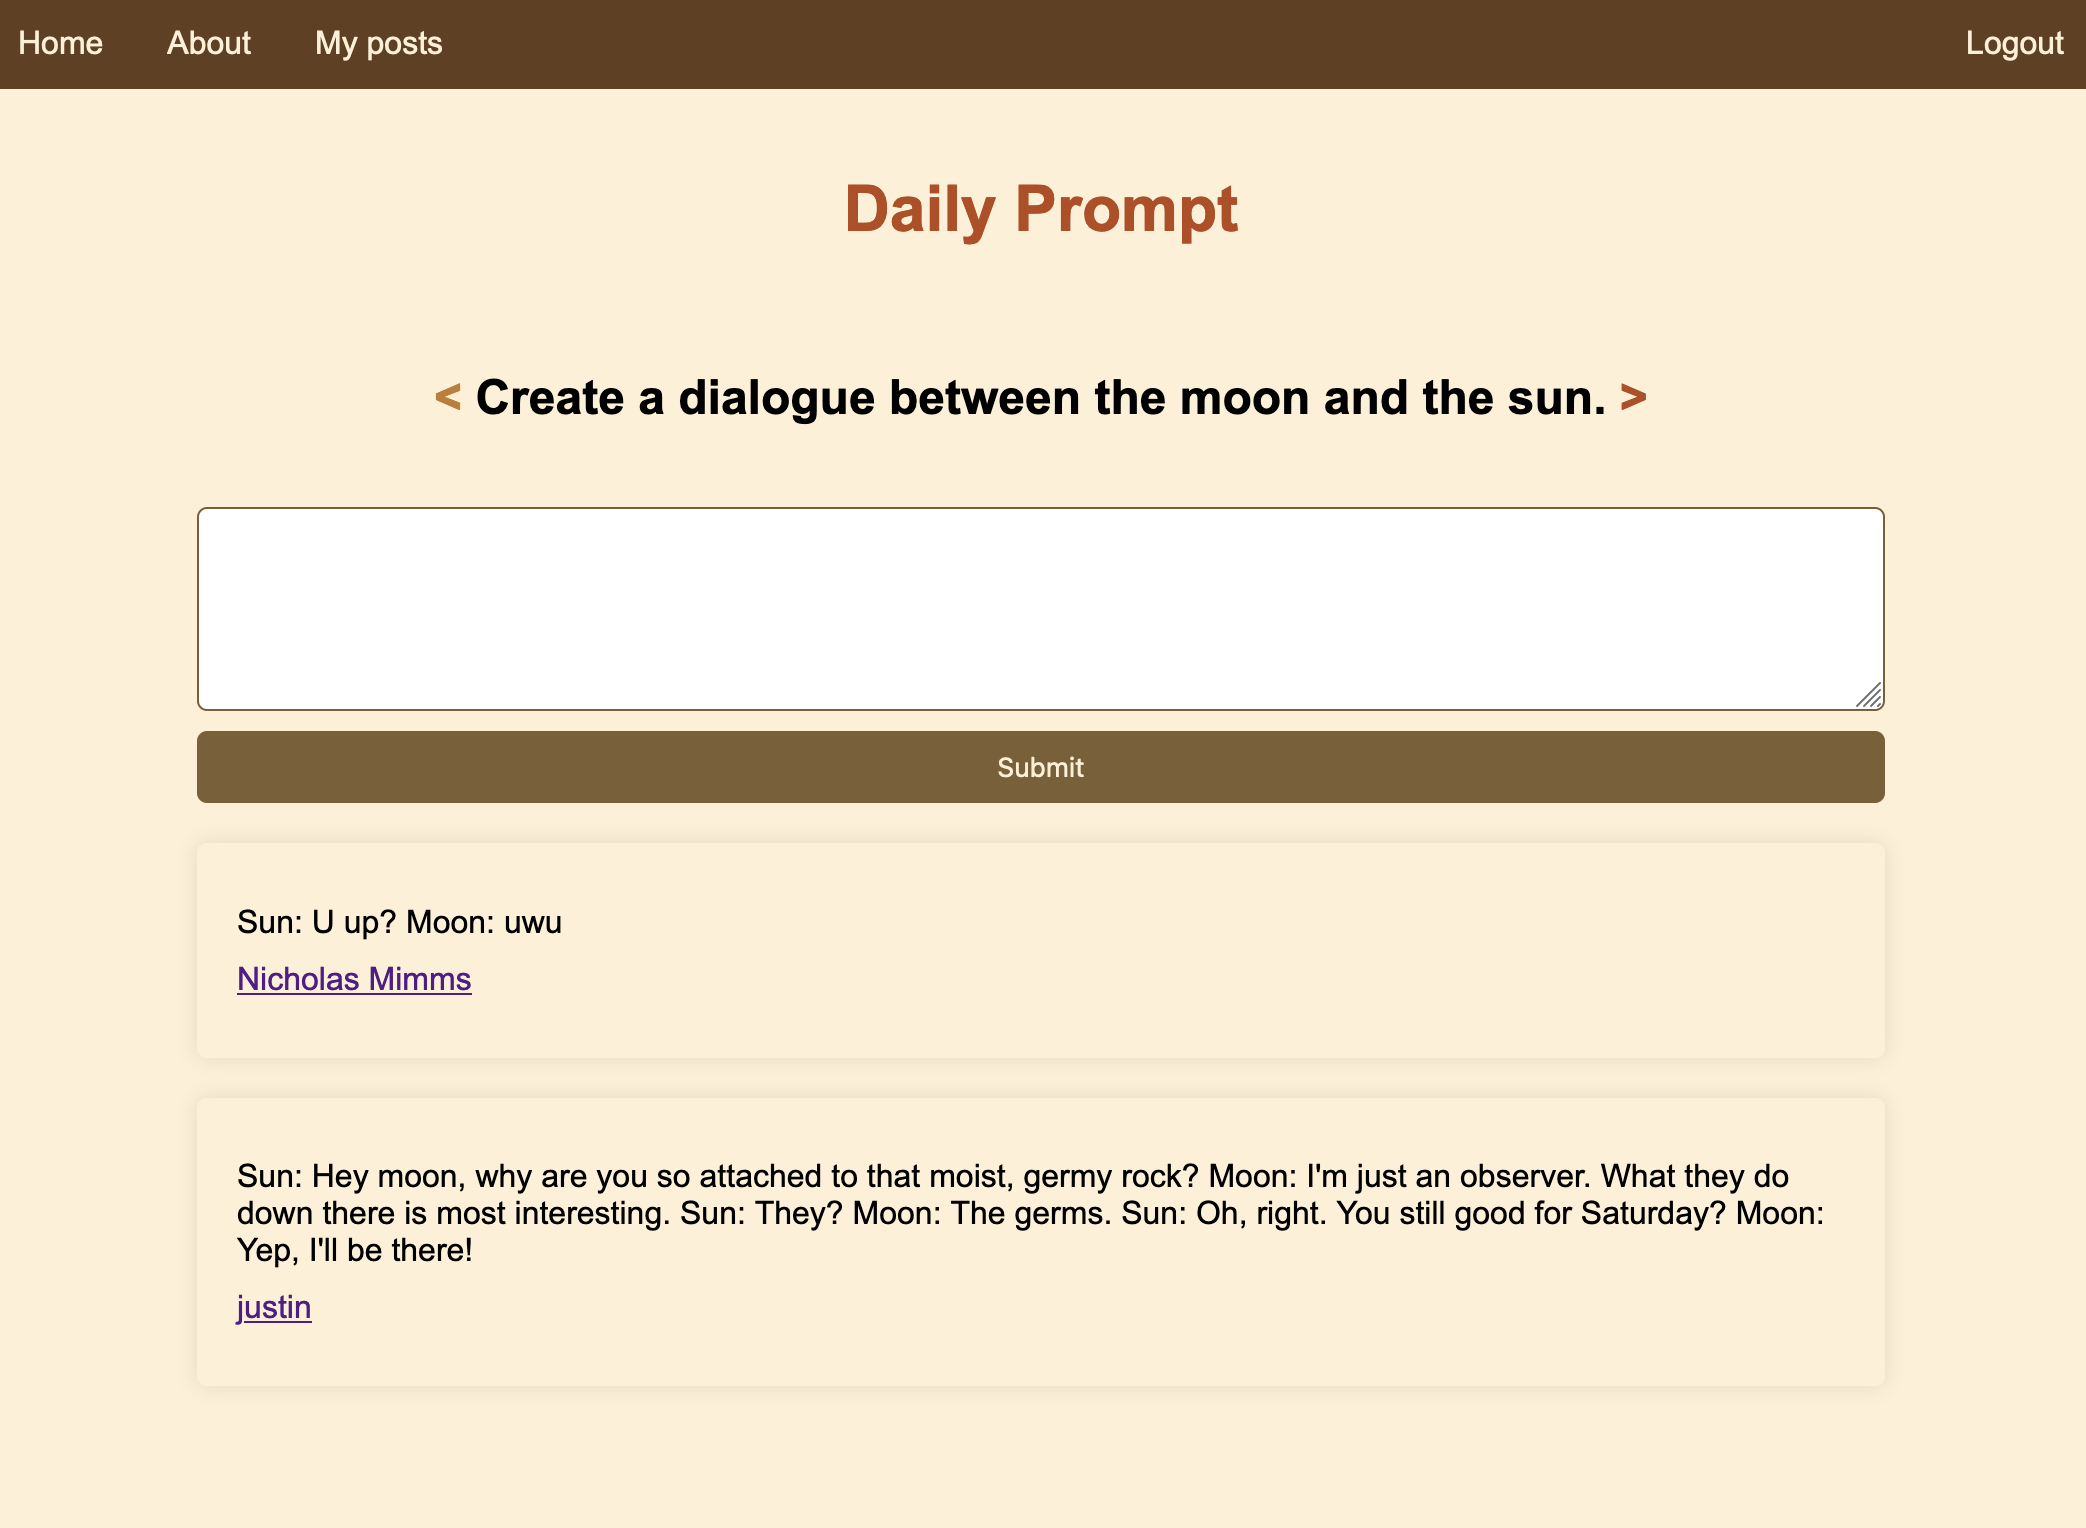 Home About My posts Logout
Daily Prompt
< Create a dialogue between the moon and the sun. >
Submit
Sun: U up? Moon: uwu
Nicholas Mimms
Sun: Hey moon, why are you so attached to that moist, germy rock? Moon: I'm just an observer. What they do
down there is most interesting. Sun: They? Moon: The germs. Sun: Oh, right. You still good for Saturday? Moon:
Yep, I'll be there!
justin